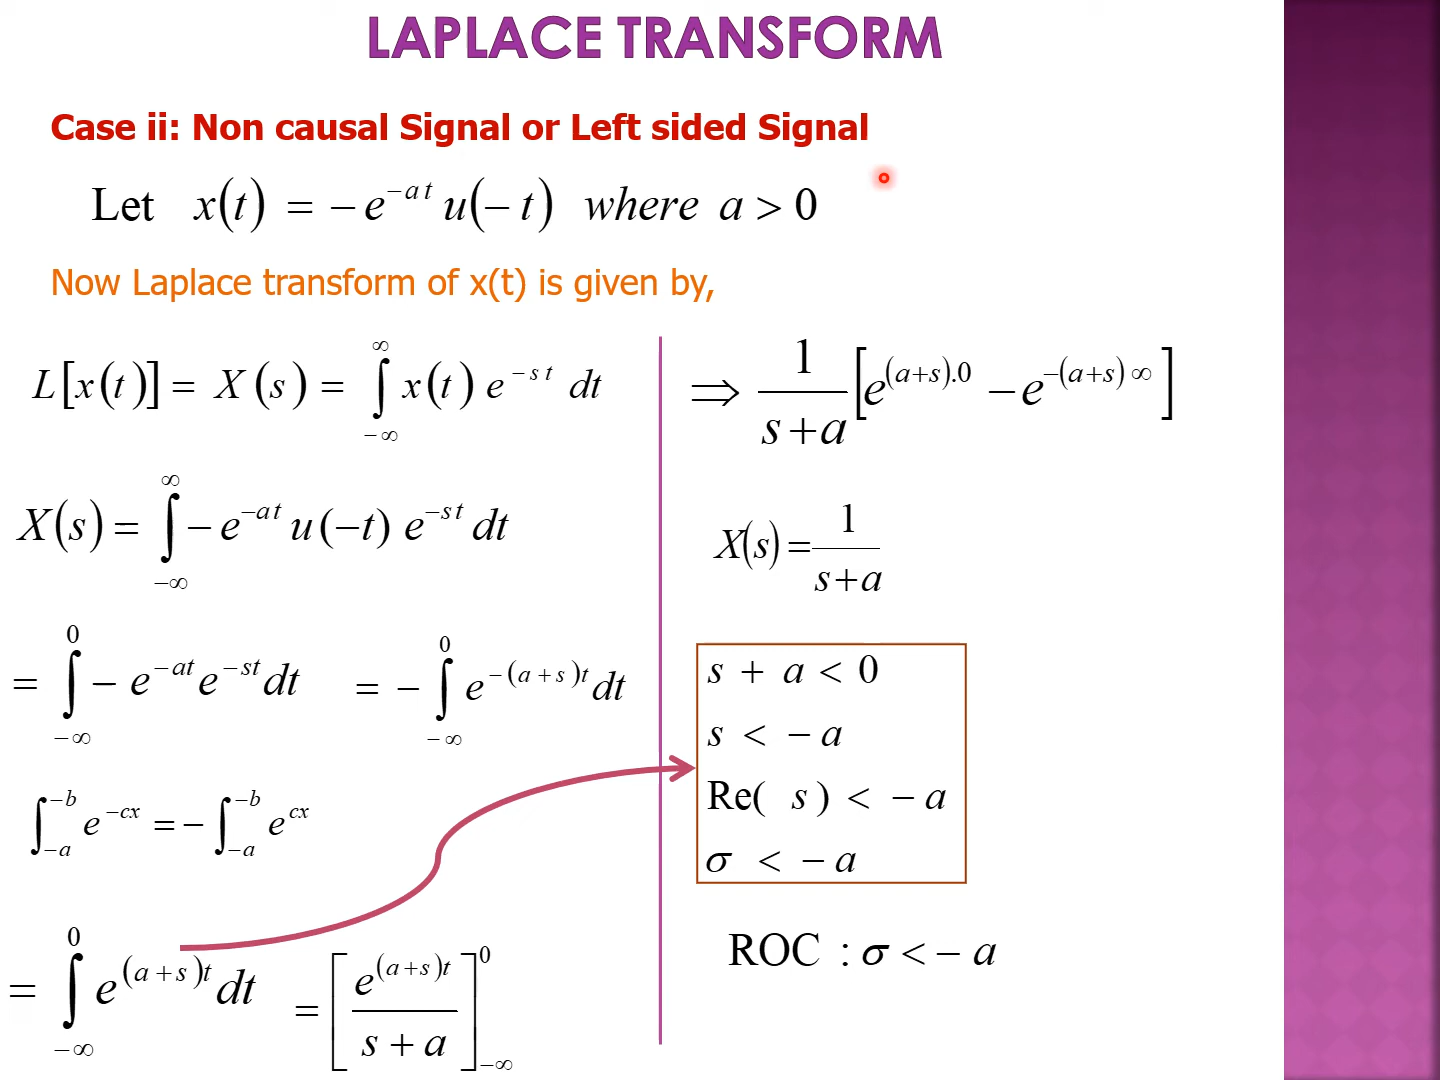 LAPLACE TRANSFORM
Case ii: Non causal Signal or Left sided Signal
Let x(t) = − e^{−at} u(− t) where a > 0
Now Laplace transform of x(t) is given by,
L[x(t)] = X(s) = ∫_{−∞}^{∞} x(t) e^{−st} dt
X(s) = ∫_{−∞}^{∞} − e^{−at} u(−t) e^{−st} dt
= ∫_{−∞}^{0} − e^{−at} e^{−st} dt = − ∫_{−∞}^{0} e^{−(a+s)t} dt
∫_{−a}^{−b} e^{−cx} = − ∫_{−a}^{−b} e^{cx}
= ∫_{−∞}^{0} e^{(a+s)t} dt = [e^{(a+s)t} / (s + a)]_{−∞}^{0}
⇒ 1/(s+a) [e^{(a+s).0} − e^{−(a+s)∞}]
X(s) = 1/(s+a)
s + a < 0
s < − a
Re( s ) < − a
σ < − a
ROC : σ < − a